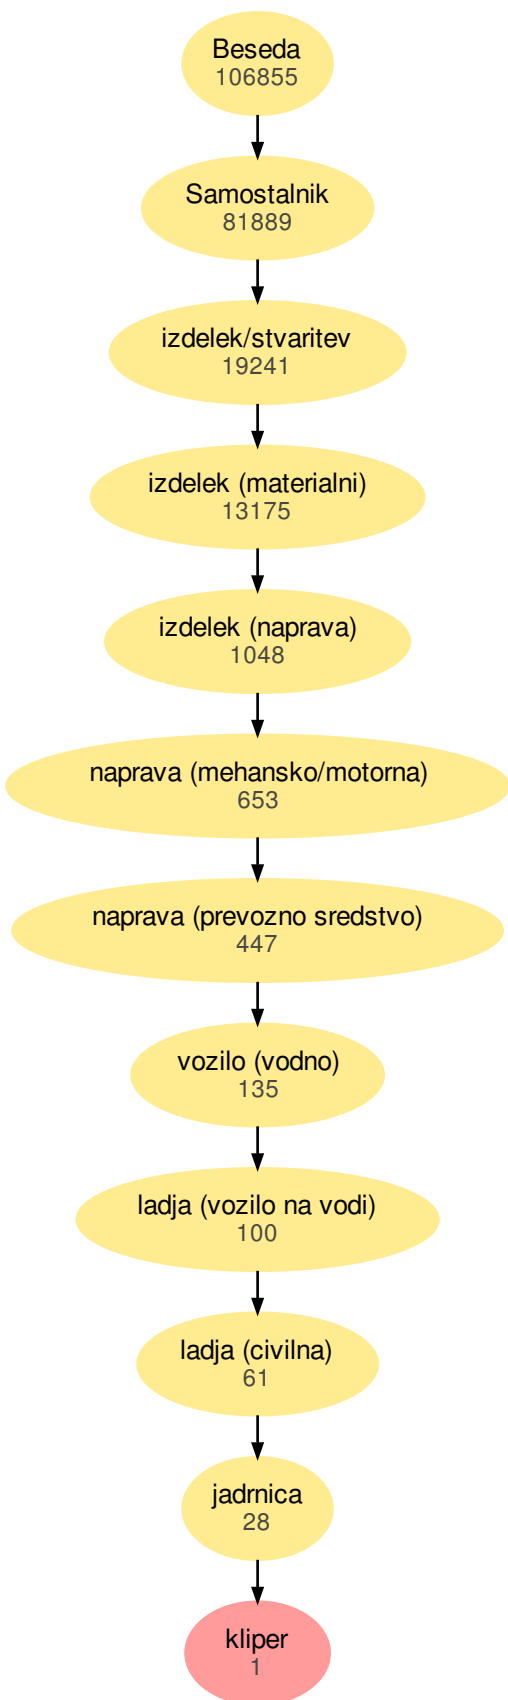 Beseda
106855
Samostalnik
81889
izdelek/stvaritev
19241
izdelek (materialni)
13175
izdelek (naprava)
1048
naprava (mehansko/motorna)
653
naprava (prevozno sredstvo)
447
vozilo (vodno)
135
ladja (vozilo na vodi)
100
ladja (civilna)
61
jadrnica
28
kliper
1